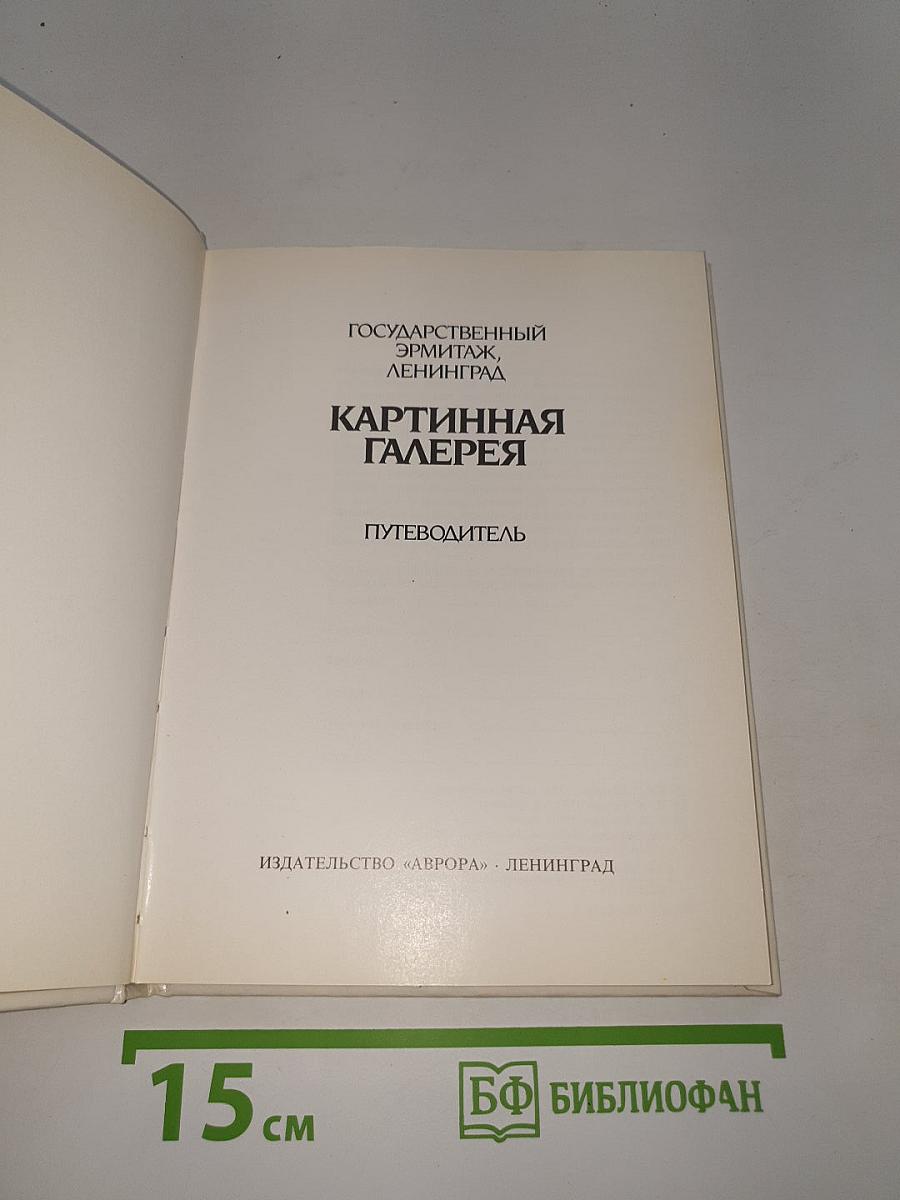 ГОСУДАРСТВЕННЫЙ
ЭРМИТАЖ,
ЛЕНИНГРАД
КАРТИННАЯ
ГАЛЕРЕЯ
ПУТЕВОДИТЕЛЬ
ИЗДАТЕЛЬСТВО «АВРОРА» · ЛЕНИНГРАД
15 см
БФ БИБЛИОФАН